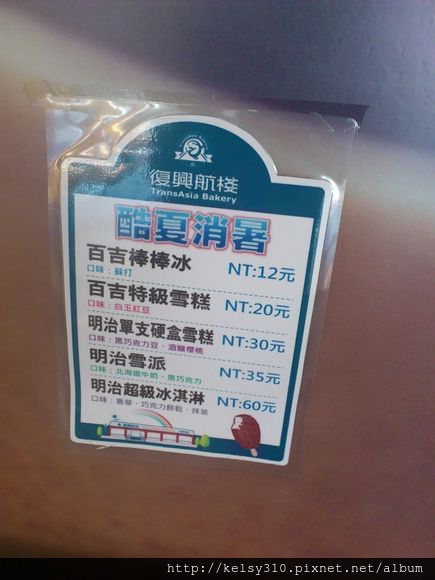 復興航棧
TransAsia Bakery
酷夏消暑
百吉棒棒冰 NT:12元
口味：蘇打
百吉特級雪糕 NT:20元
口味：白玉紅豆
明治單支硬盒雪糕 NT:30元
口味：黑巧克力豆、酒釀櫻桃
明治雪派 NT:35元
口味：北海道牛奶、黑巧克力
明治超級冰淇淋 NT:60元
口味：香草、巧克力餅乾、抹茶
http://kelsy310.pixnet.net/album